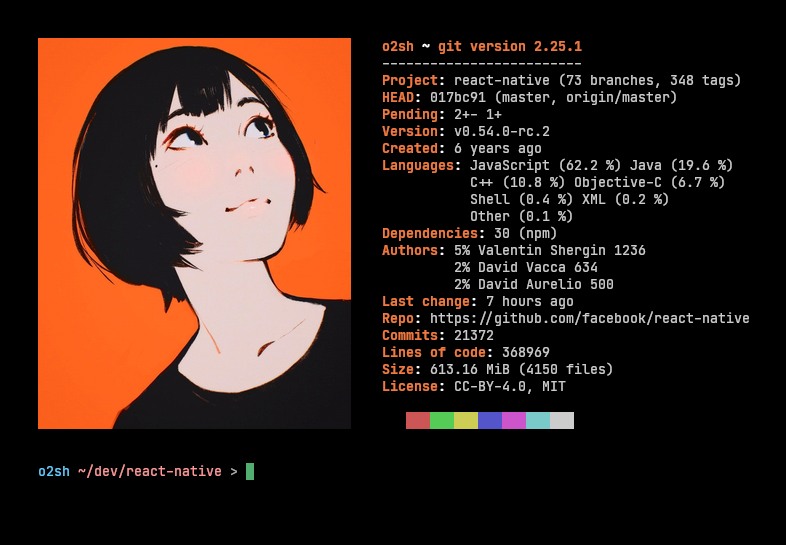 o2sh ~ git version 2.25.1
-------------------------
Project: react-native (73 branches, 348 tags)
HEAD: 017bc91 (master, origin/master)
Pending: 2+- 1+
Version: v0.54.0-rc.2
Created: 6 years ago
Languages: JavaScript (62.2 %) Java (19.6 %)
C++ (10.8 %) Objective-C (6.7 %)
Shell (0.4 %) XML (0.2 %)
Other (0.1 %)
Dependencies: 30 (npm)
Authors: 5% Valentin Shergin 1236
2% David Vacca 634
2% David Aurelio 500
Last change: 7 hours ago
Repo: https://github.com/facebook/react-native
Commits: 21372
Lines of code: 368969
Size: 613.16 MiB (4150 files)
License: CC-BY-4.0, MIT
o2sh ~/dev/react-native >